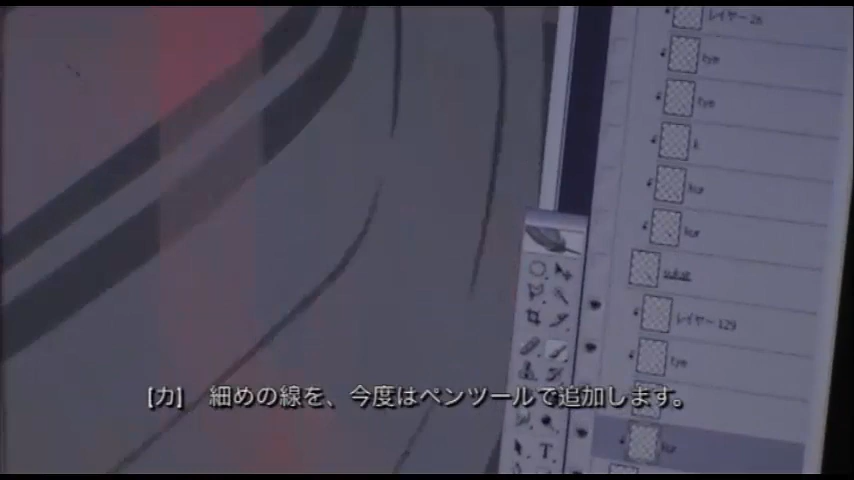 レイヤー 26
tye
tye
k
kur
kur
レイヤー 129
tye
kur
T
[カ] 細めの線を、今度はペンツールで追加します。